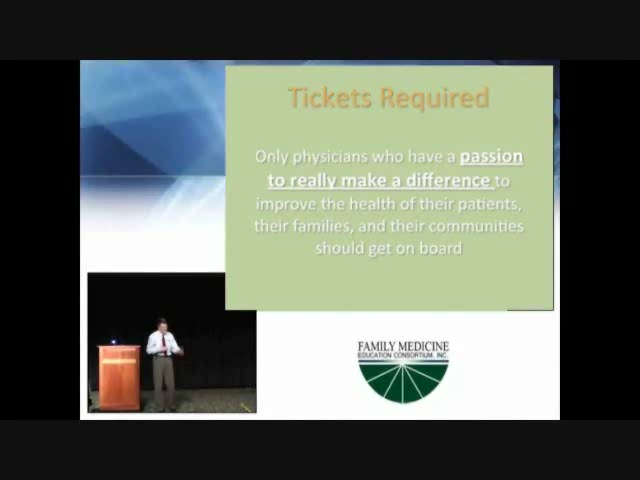 Tickets Required
Only physicians who have a passion
to really make a difference to
improve the health of their patients,
their families, and their communities
should get on board
FAMILY MEDICINE
EDUCATION CONSORTIUM, INC.